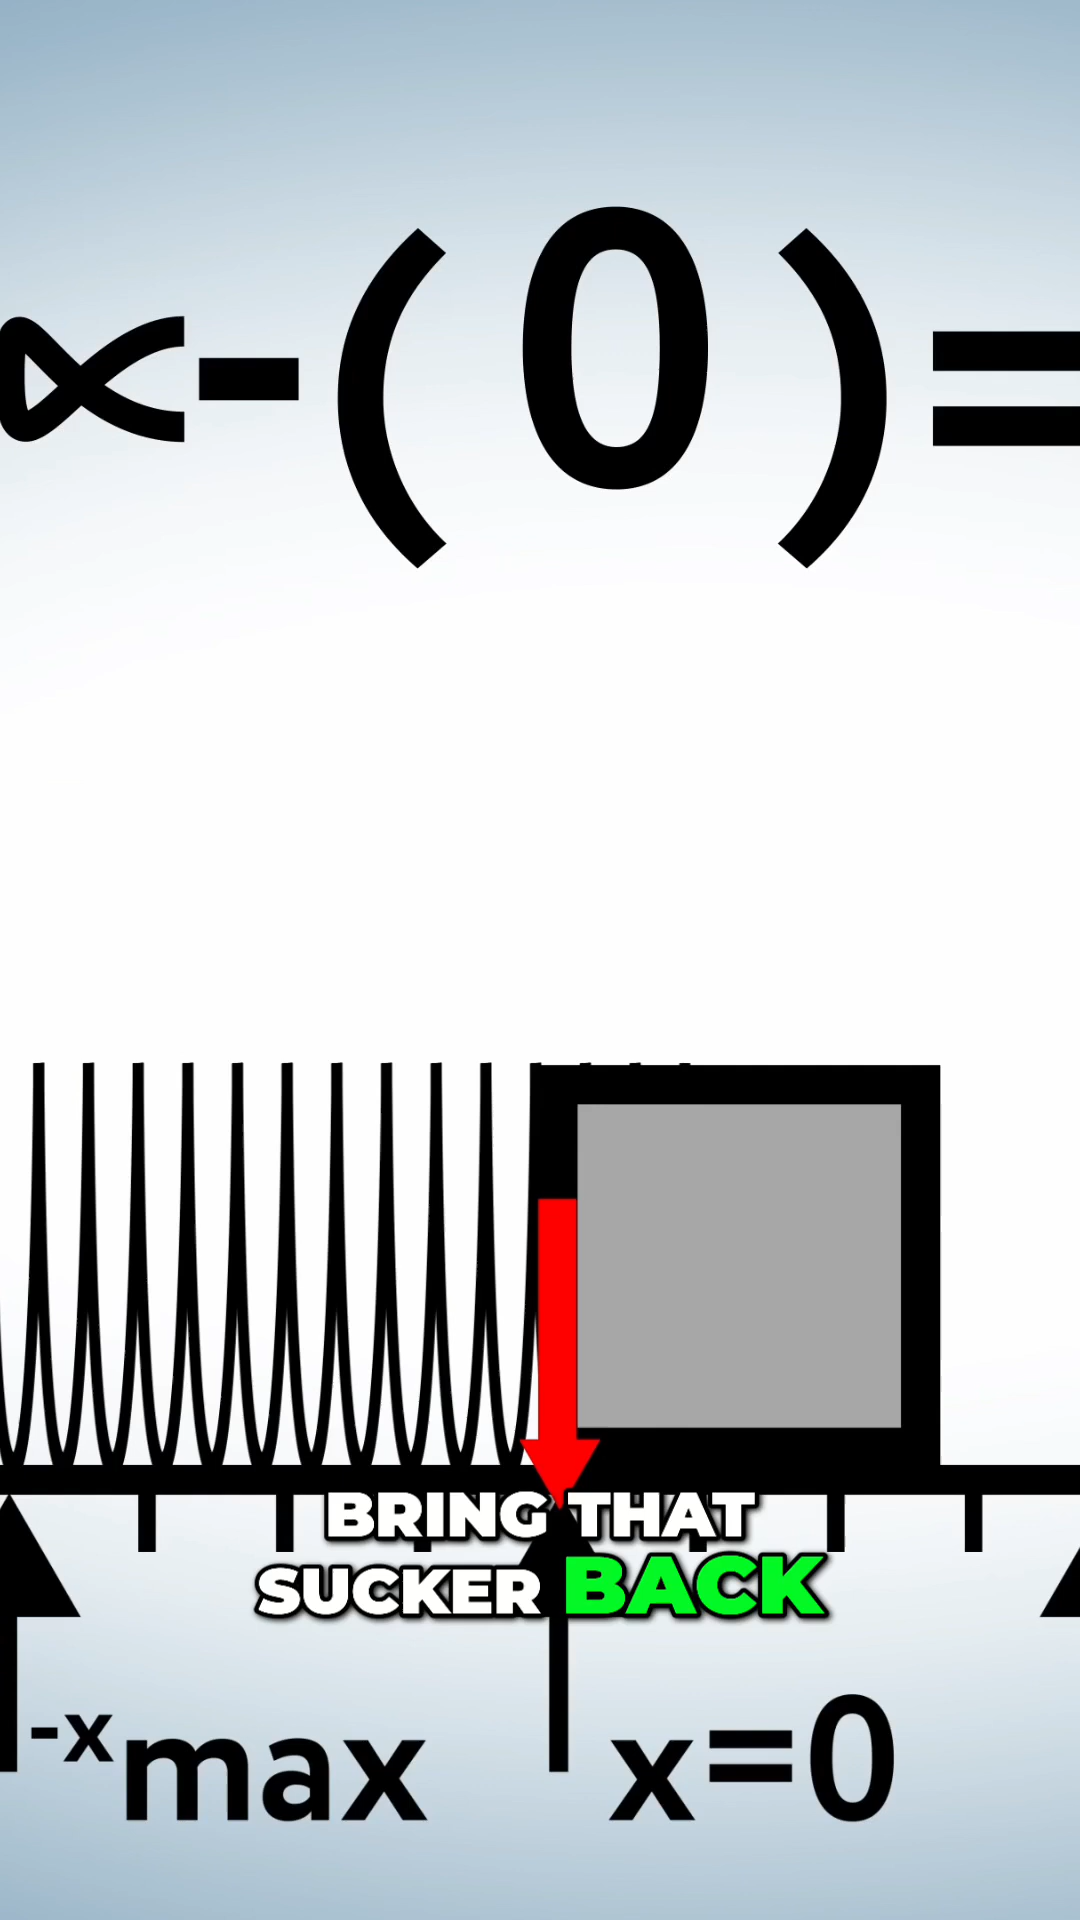 ∝-(0)=
BRING THAT
SUCKER BACK
-xmax x=0